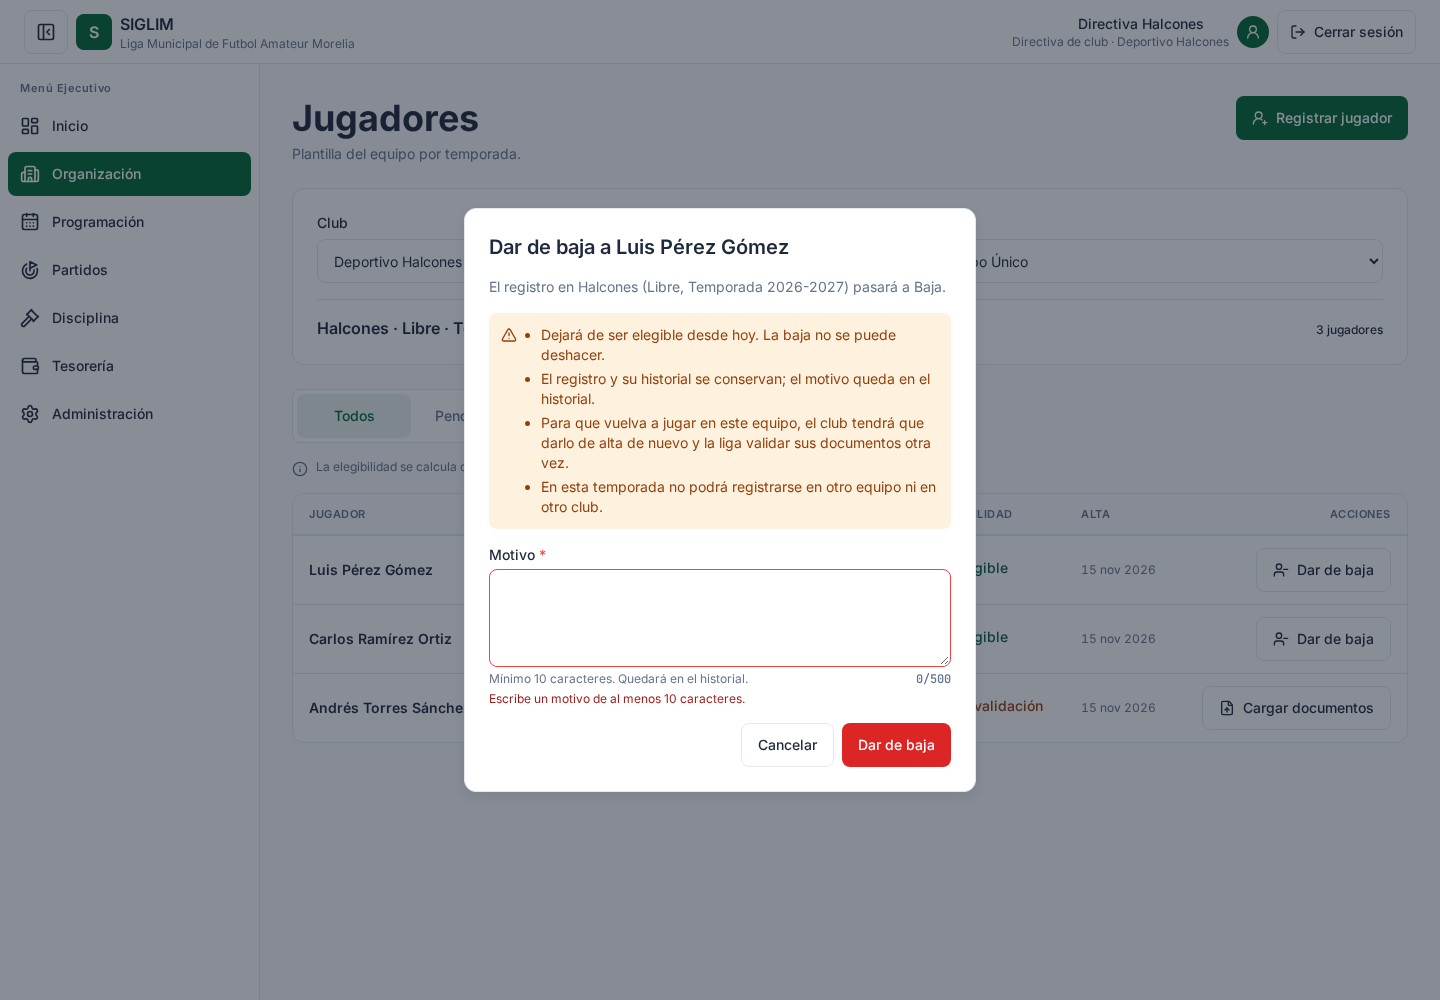 S
SIGLIM
Liga Municipal de Futbol Amateur Morelia
Directiva Halcones
Directiva de club · Deportivo Halcones
Cerrar sesión
Menú Ejecutivo
Inicio
Organización
Programación
Partidos
Disciplina
Tesorería
Administración
Jugadores
Plantilla del equipo por temporada.
Registrar jugador
Club
Deportivo Halcones
Único
Halcones · Libre ·
3 jugadores
Todos
La elegibilidad se calcula
JUGADOR
ALTA
ACCIONES
Luis Pérez Gómez
15 nov 2026
Dar de baja
Carlos Ramírez Ortiz
15 nov 2026
Dar de baja
Andrés Torres
validación
15 nov 2026
Cargar documentos
Dar de baja a Luis Pérez Gómez
El registro en Halcones (Libre, Temporada 2026-2027) pasará a Baja.
• Dejará de ser elegible desde hoy. La baja no se puede
deshacer.
• El registro y su historial se conservan; el motivo queda en el
historial.
• Para que vuelva a jugar en este equipo, el club tendrá que
darlo de alta de nuevo y la liga validar sus documentos otra
vez.
• En esta temporada no podrá registrarse en otro equipo ni en
otro club.
Motivo *
Mínimo 10 caracteres. Quedará en el historial.
0/500
Escribe un motivo de al menos 10 caracteres.
Cancelar
Dar de baja